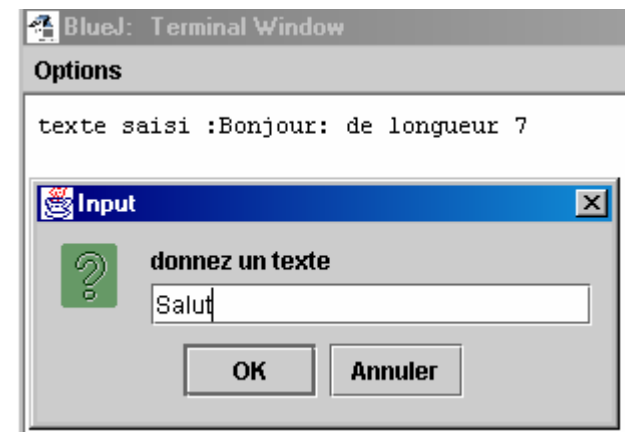 BlueJ: Terminal Window
Options
texte saisi :Bonjour: de longueur 7
Input
donnez un texte
Salut
OK Annuler